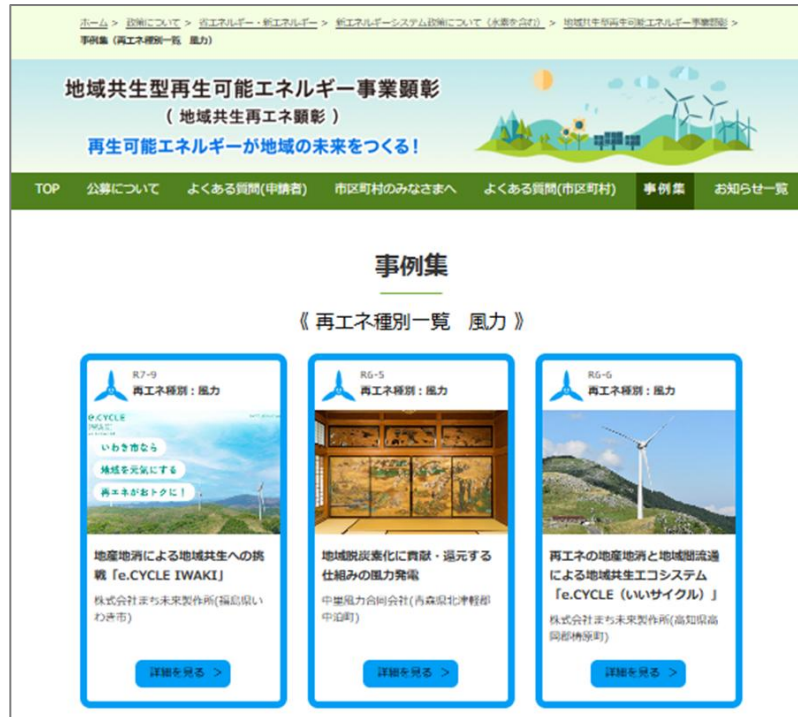 ホーム > 政策について > 省エネルギー・新エネルギー > 新エネルギーシステム政策について（水素を含む） > 地域共生型再生可能エネルギー事業顕彰 >
事例集（再エネ種別一覧 風力）
地域共生型再生可能エネルギー事業顕彰
（ 地域共生再エネ顕彰 ）
再生可能エネルギーが地域の未来をつくる！
TOP 公募について よくある質問(申請者) 市区町村のみなさまへ よくある質問(市区町村) 事例集 お知らせ一覧
事例集
《 再エネ種別一覧 風力 》
R7-9
再エネ種別：風力
e.CYCLE
IWAKI
いわき市なら
地域を元気にする
再エネがおトクに！
地産地消による地域共生への挑
戦「e.CYCLE IWAKI」
株式会社まち未来製作所(福島県い
わき市)
詳細を見る >
R6-5
再エネ種別：風力
地域脱炭素化に貢献・還元する
仕組みの風力発電
中里風力合同会社(青森県北津軽郡
中泊町)
詳細を見る >
R6-6
再エネ種別：風力
再エネの地産地消と地域間流通
による地域共生エコシステム
「e.CYCLE（いいサイクル）」
株式会社まち未来製作所(高知県高
岡郡梼原町)
詳細を見る >